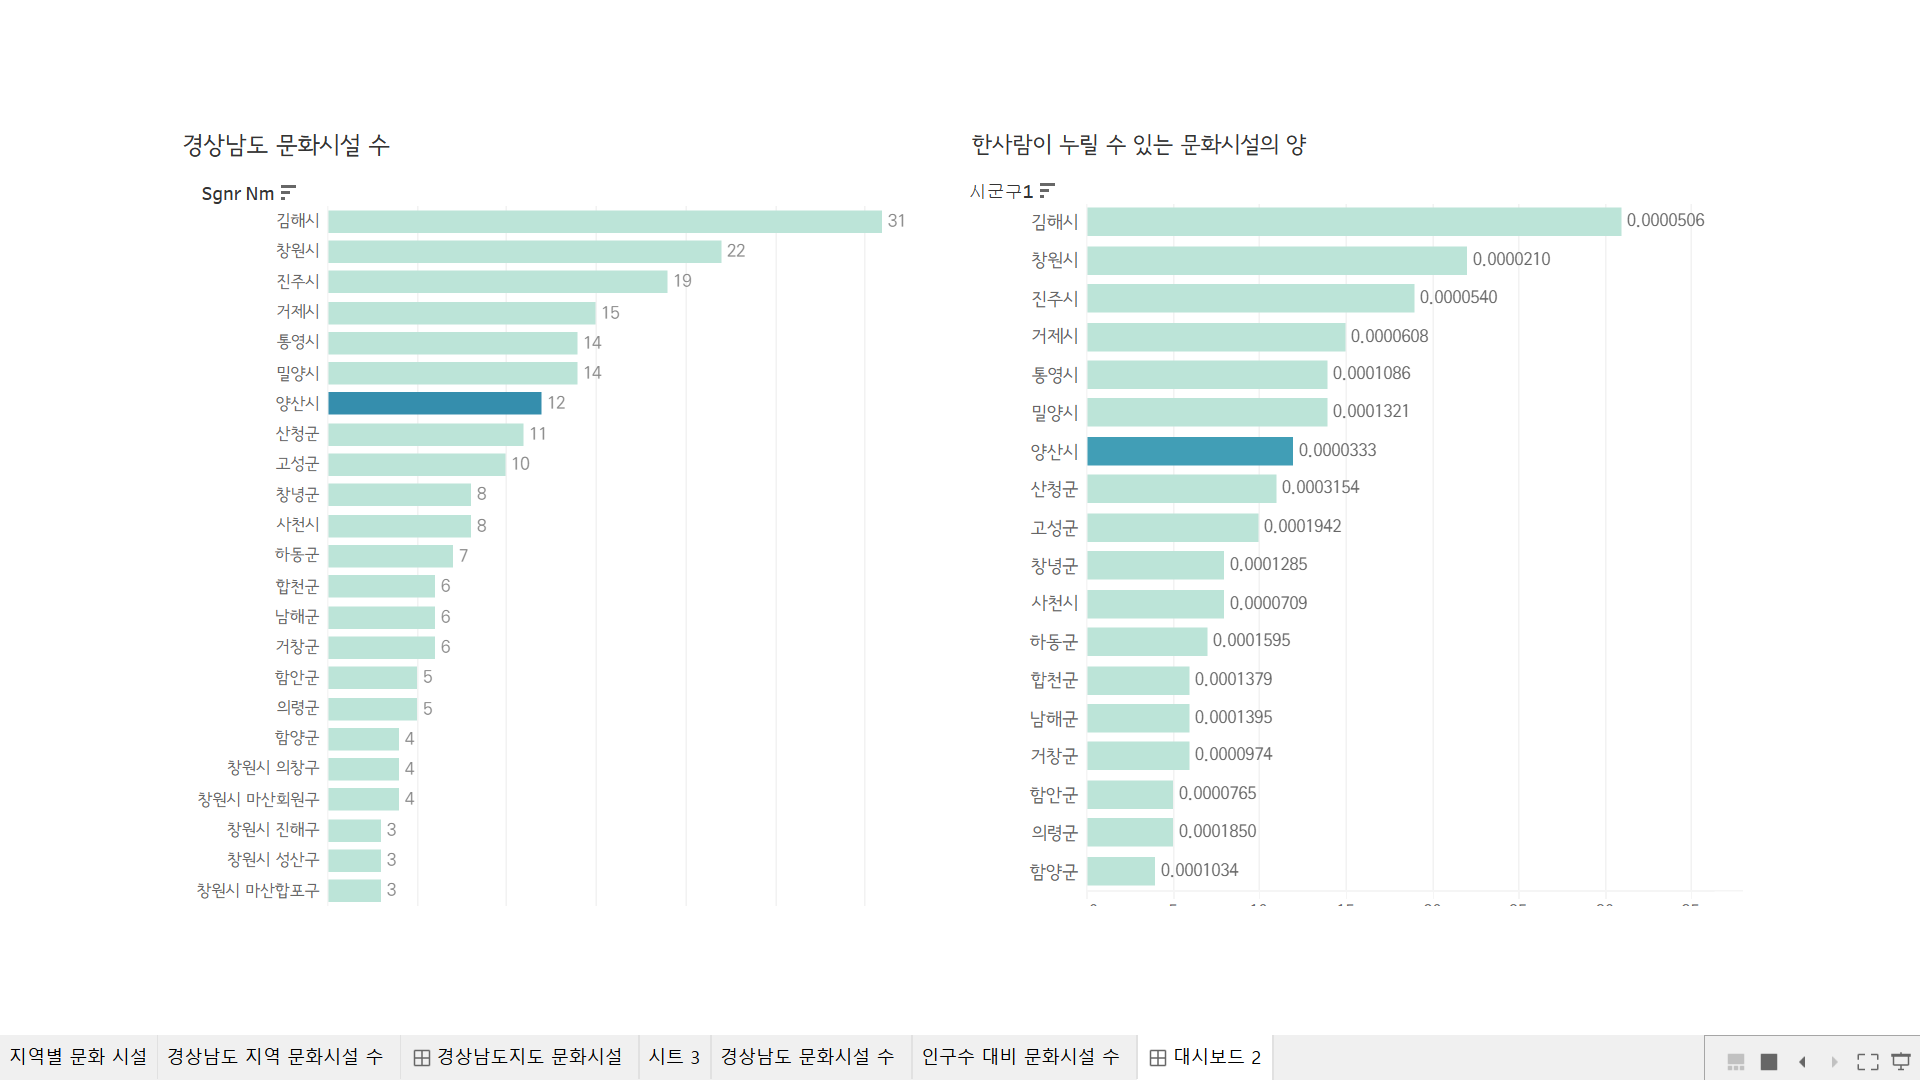 경상남도 문화시설 수
Sgnr Nm
김해시 31
창원시 22
진주시 19
거제시 15
통영시 14
밀양시 14
양산시 12
산청군 11
고성군 10
창녕군 8
사천시 8
하동군 7
합천군 6
남해군 6
거창군 6
함안군 5
의령군 5
함양군 4
창원시 의창구 4
창원시 마산회원구 4
창원시 진해구 3
창원시 성산구 3
창원시 마산합포구 3
한사람이 누릴 수 있는 문화시설의 양
시군구1
김해시 0.0000506
창원시 0.0000210
진주시 0.0000540
거제시 0.0000608
통영시 0.0001086
밀양시 0.0001321
양산시 0.0000333
산청군 0.0003154
고성군 0.0001942
창녕군 0.0001285
사천시 0.0000709
하동군 0.0001595
합천군 0.0001379
남해군 0.0001395
거창군 0.0000974
함안군 0.0000765
의령군 0.0001850
함양군 0.0001034
지역별 문화 시설 경상남도 지역 문화시설 수 경상남도지도 문화시설 시트 3 경상남도 문화시설 수 인구수 대비 문화시설 수 대시보드 2